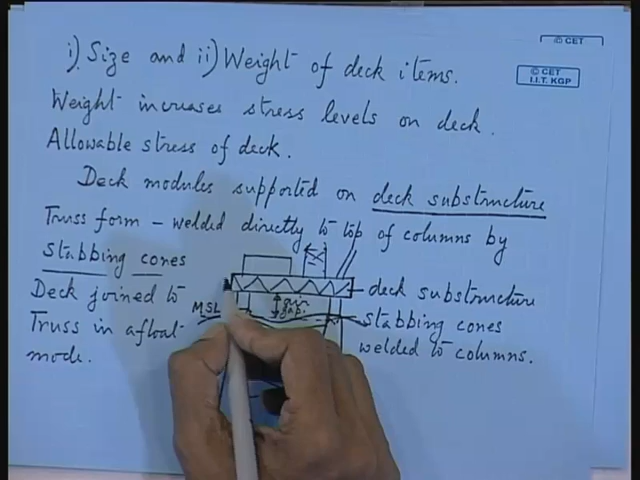 © CET
© CET
I.I.T. KGP
i) Size and ii) Weight of deck items.
Weight increases stress levels on deck.
Allowable stress of deck.
Deck modules supported on deck substructure
Truss form - welded directly to top of columns by
stabbing cones
Deck joined to
Truss in afloat
mode.
MSL
air
gap.
deck substructure
stabbing cones
welded to columns.